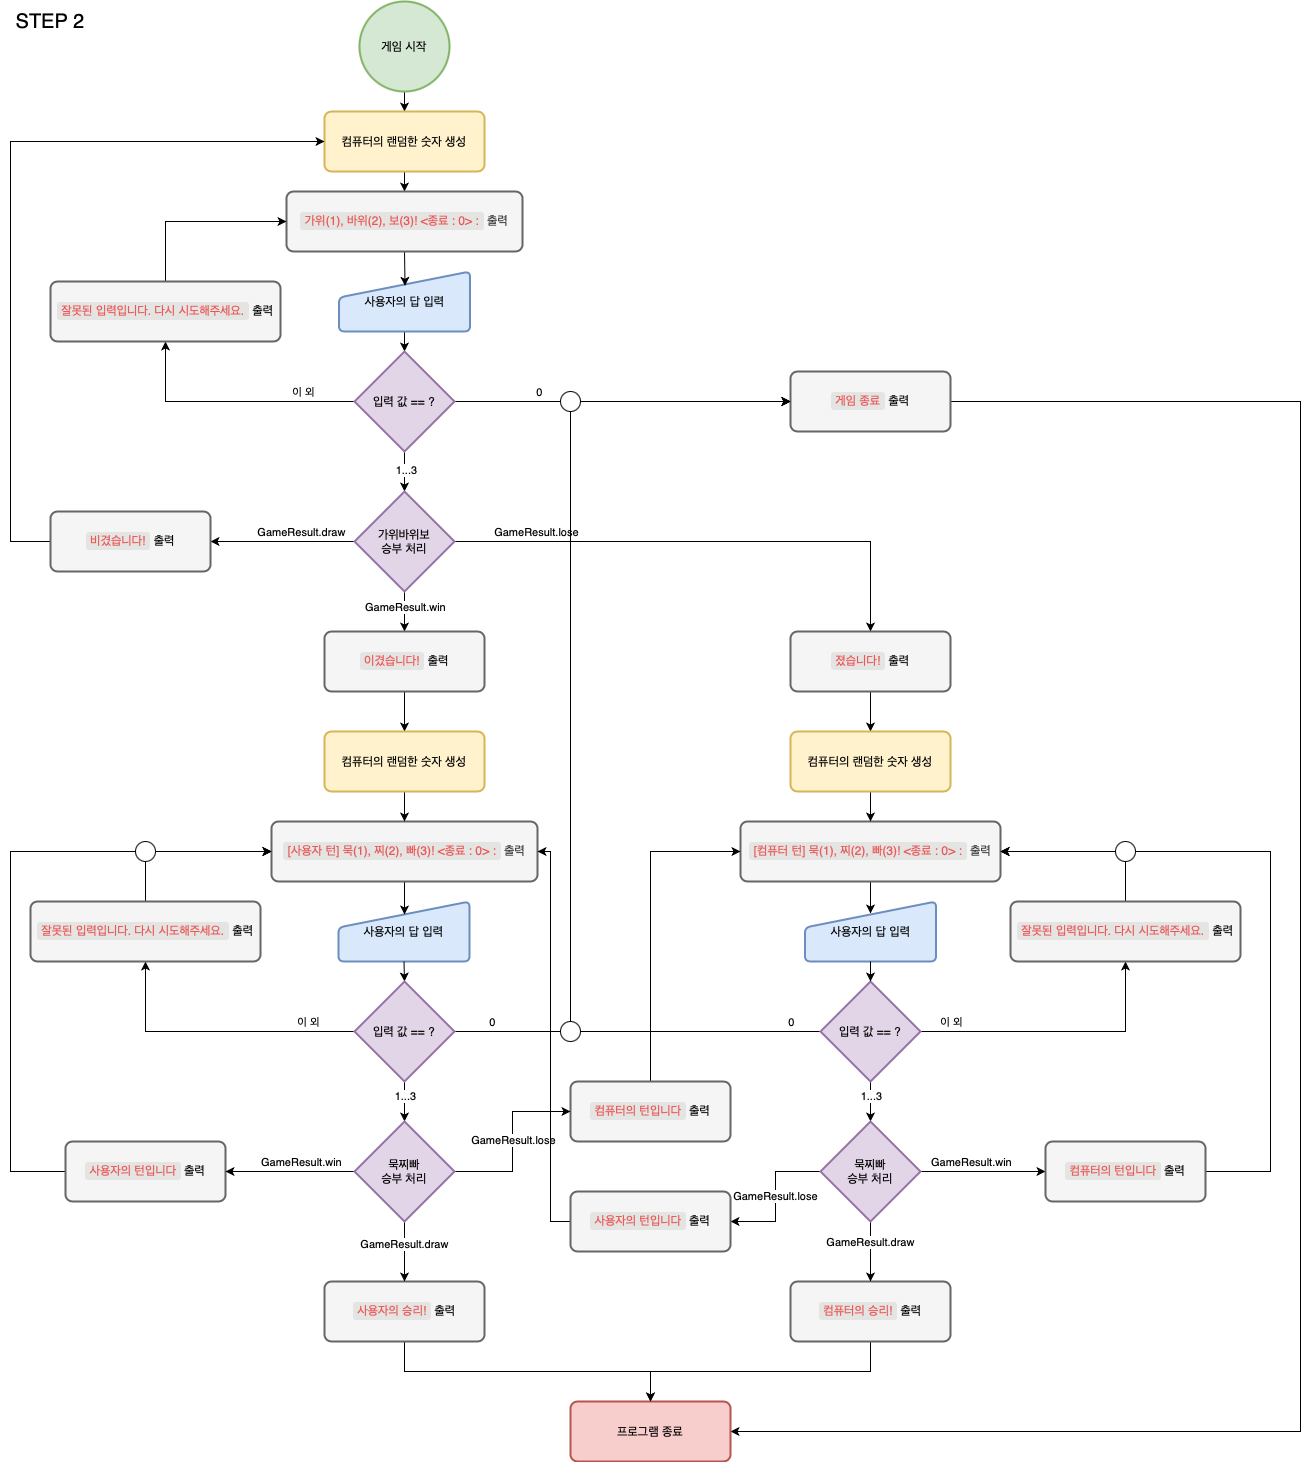 STEP 2
게임 시작
컴퓨터의 랜덤한 숫자 생성
가위(1), 바위(2), 보(3)! <종료 : 0> : 출력
잘못된 입력입니다. 다시 시도해주세요. 출력
사용자의 답 입력
이 외
입력 값 == ?
0
게임 종료 출력
1...3
비겼습니다! 출력
GameResult.draw
가위바위보
승부 처리
GameResult.lose
GameResult.win
이겼습니다! 출력
졌습니다! 출력
컴퓨터의 랜덤한 숫자 생성
컴퓨터의 랜덤한 숫자 생성
[사용자 턴] 묵(1), 찌(2), 빠(3)! <종료 : 0> : 출력
[컴퓨터 턴] 묵(1), 찌(2), 빠(3)! <종료 : 0> : 출력
잘못된 입력입니다. 다시 시도해주세요. 출력
사용자의 답 입력
사용자의 답 입력
잘못된 입력입니다. 다시 시도해주세요. 출력
이 외
입력 값 == ?
0
0
입력 값 == ?
이 외
1...3
1...3
컴퓨터의 턴입니다 출력
GameResult.lose
사용자의 턴입니다 출력
GameResult.win
묵찌빠
승부 처리
묵찌빠
승부 처리
GameResult.win
컴퓨터의 턴입니다 출력
GameResult.lose
사용자의 턴입니다 출력
GameResult.draw
GameResult.draw
사용자의 승리! 출력
컴퓨터의 승리! 출력
프로그램 종료